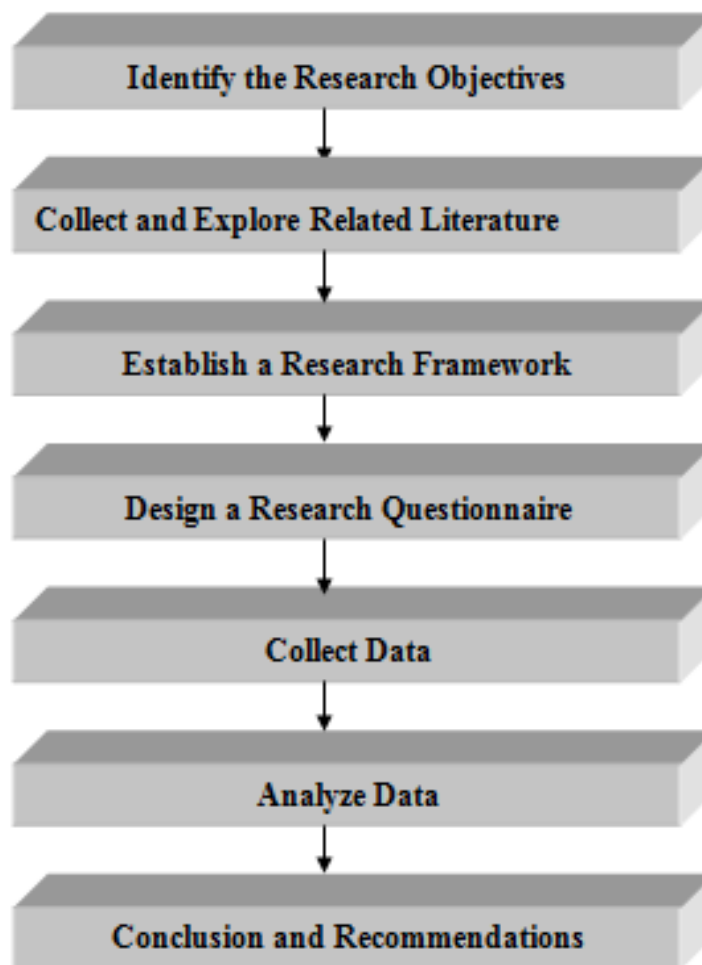 Identify the Research Objectives
Collect and Explore Related Literature
Establish a Research Framework
Design a Research Questionnaire
Collect Data
Analyze Data
Conclusion and Recommendations